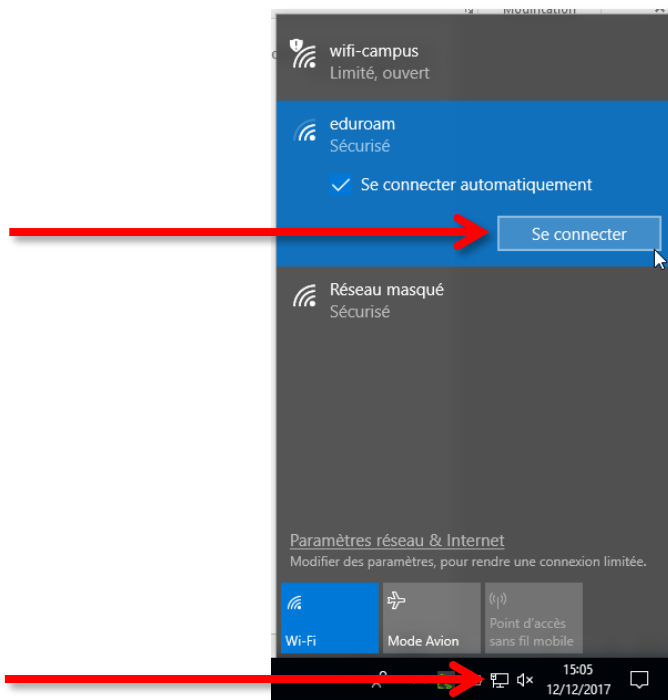 Modification
wifi-campus
Limité, ouvert
eduroam
Sécurisé
Se connecter automatiquement
Se connecter
Réseau masqué
Sécurisé
Paramètres réseau & Internet
Modifier des paramètres, pour rendre une connexion limitée.
Wi-Fi
Mode Avion
Point d'accès
sans fil mobile
15:05
12/12/2017